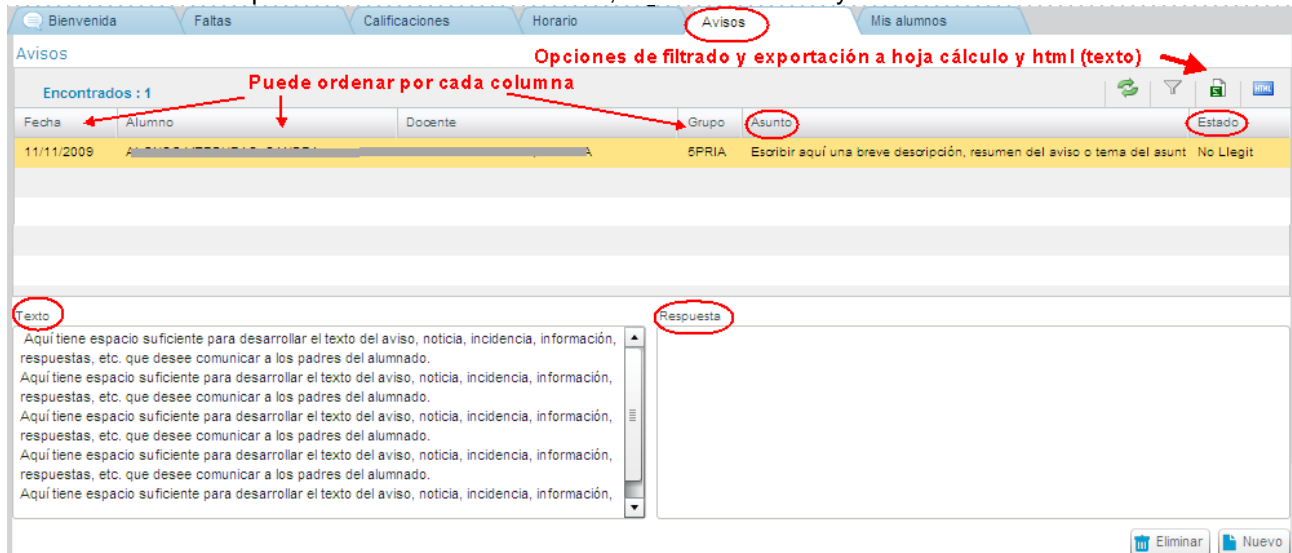 Bienvenida Faltas Calificaciones Horario Avisos Mis alumnos
Avisos
Opciones de filtrado y exportación a hoja cálculo y html (texto)
Puede ordenar por cada columna
Encontrados : 1
HTML
Fecha Alumno Docente Grupo Asunto Estado
11/11/2009 5PRIA Escribir aquí una breve descripción, resumen del aviso o tema del asunt No Llegit
Texto
Aquí tiene espacio suficiente para desarrollar el texto del aviso, noticia, incidencia, información,
respuestas, etc. que desee comunicar a los padres del alumnado.
Aquí tiene espacio suficiente para desarrollar el texto del aviso, noticia, incidencia, información,
respuestas, etc. que desee comunicar a los padres del alumnado.
Aquí tiene espacio suficiente para desarrollar el texto del aviso, noticia, incidencia, información,
respuestas, etc. que desee comunicar a los padres del alumnado.
Aquí tiene espacio suficiente para desarrollar el texto del aviso, noticia, incidencia, información,
respuestas, etc. que desee comunicar a los padres del alumnado.
Aquí tiene espacio suficiente para desarrollar el texto del aviso, noticia, incidencia, información,
Respuesta
Eliminar Nuevo